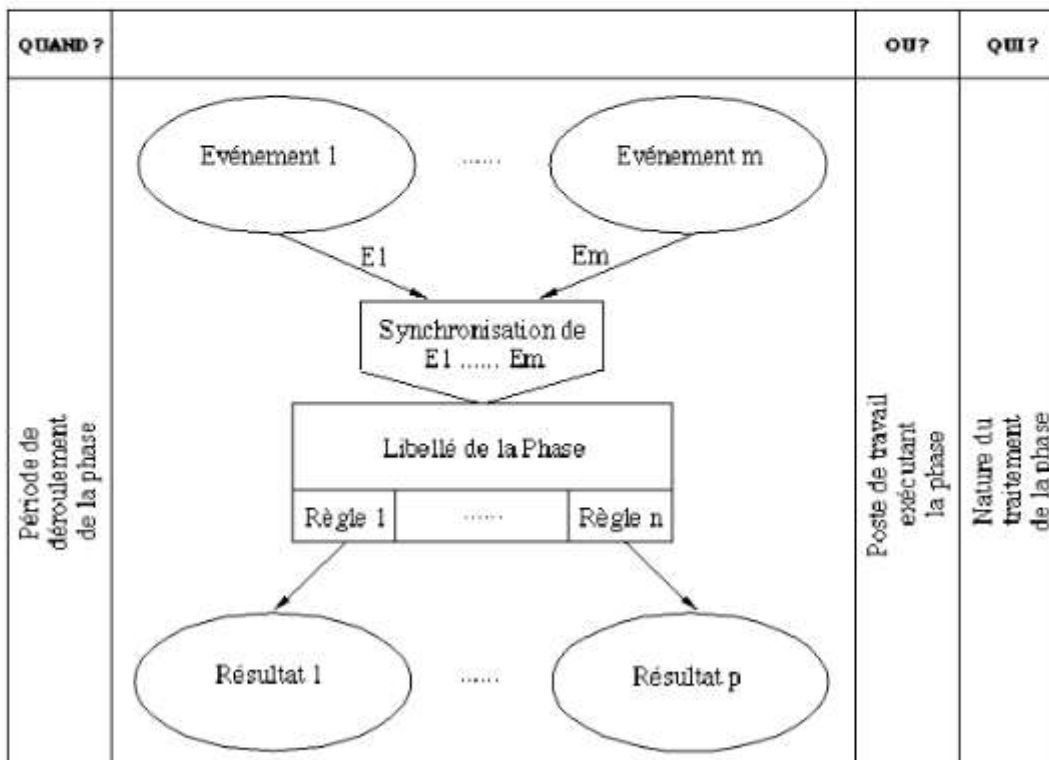 QUAND ?
OU ?
QUI ?
Evénement 1
......
Evénement m
E1
Em
Synchronisation de
E1 ...... Em
Libellé de la Phase
Règle 1
......
Règle n
Résultat 1
......
Résultat p
Période de
déroulement
de la phase
Poste de travail
exécutant
la phase
Nature du
traitement
de la phase